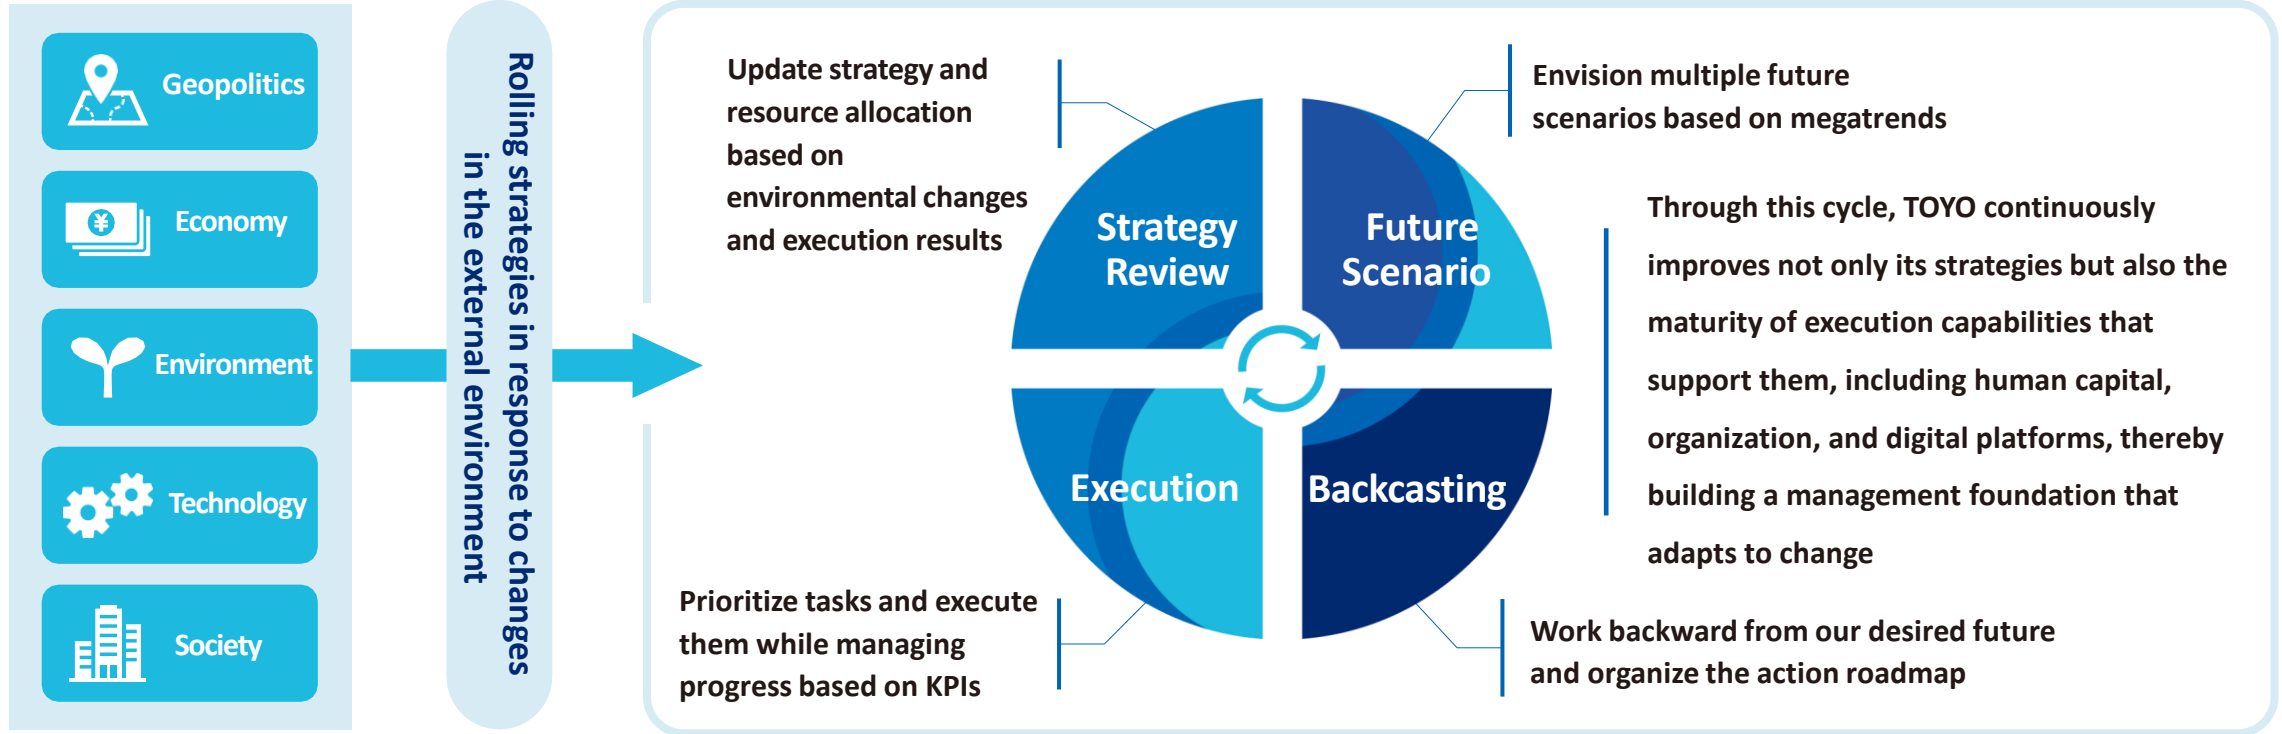 Geopolitics
Economy
¥
Environment
Technology
Society
Rolling strategies in response to changes
in the external environment
Update strategy and
resource allocation
based on
environmental changes
and execution results
Strategy
Review
Future
Scenario
Envision multiple future
scenarios based on megatrends
Through this cycle, TOYO continuously
improves not only its strategies but also the
maturity of execution capabilities that
support them, including human capital,
organization, and digital platforms, thereby
building a management foundation that
adapts to change
Execution
Backcasting
Prioritize tasks and execute
them while managing
progress based on KPIs
Work backward from our desired future
and organize the action roadmap